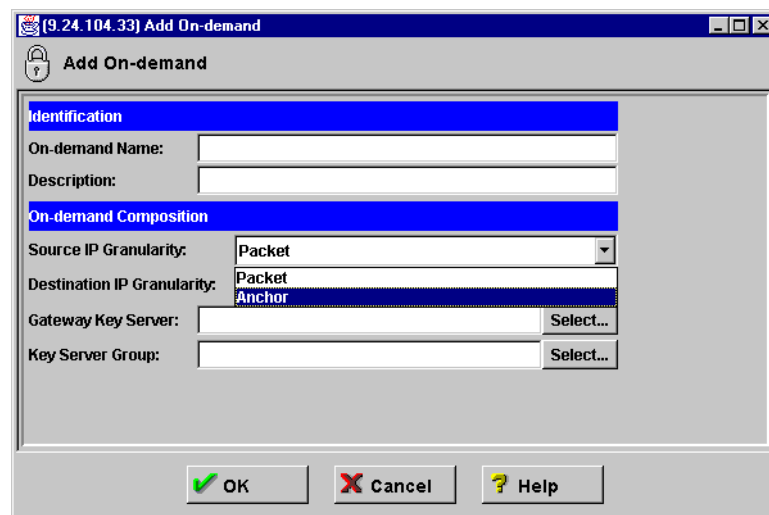 (9.24.104.33) Add On-demand
Add On-demand
Identification
On-demand Name:
Description:
On-demand Composition
Source IP Granularity: Packet
Packet
Destination IP Granularity:
Anchor
Gateway Key Server: Select...
Key Server Group: Select...
OK Cancel Help